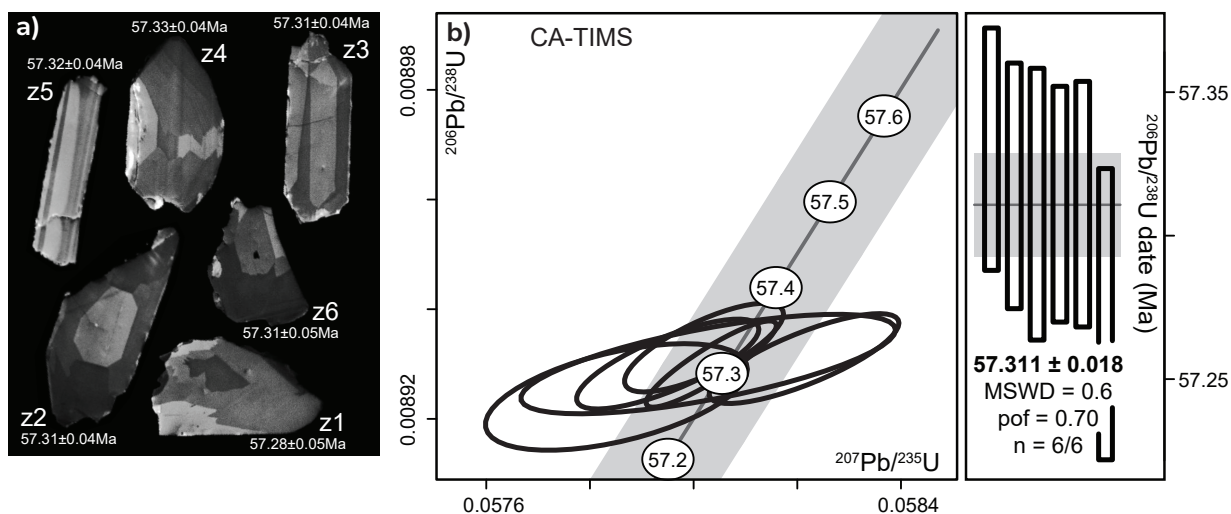 a)
57.33±0.04Ma
z4
57.31±0.04Ma
z3
57.32±0.04Ma
z5
z6
57.31±0.05Ma
z2
57.31±0.04Ma
z1
57.28±0.05Ma
b)
CA-TIMS
206Pb/238U
0.00898
0.00892
57.6
57.5
57.4
57.3
57.2
207Pb/235U
0.0576
0.0584
57.35
57.25
206Pb/238U date (Ma)
57.311 ± 0.018
MSWD = 0.6
pof = 0.70
n = 6/6